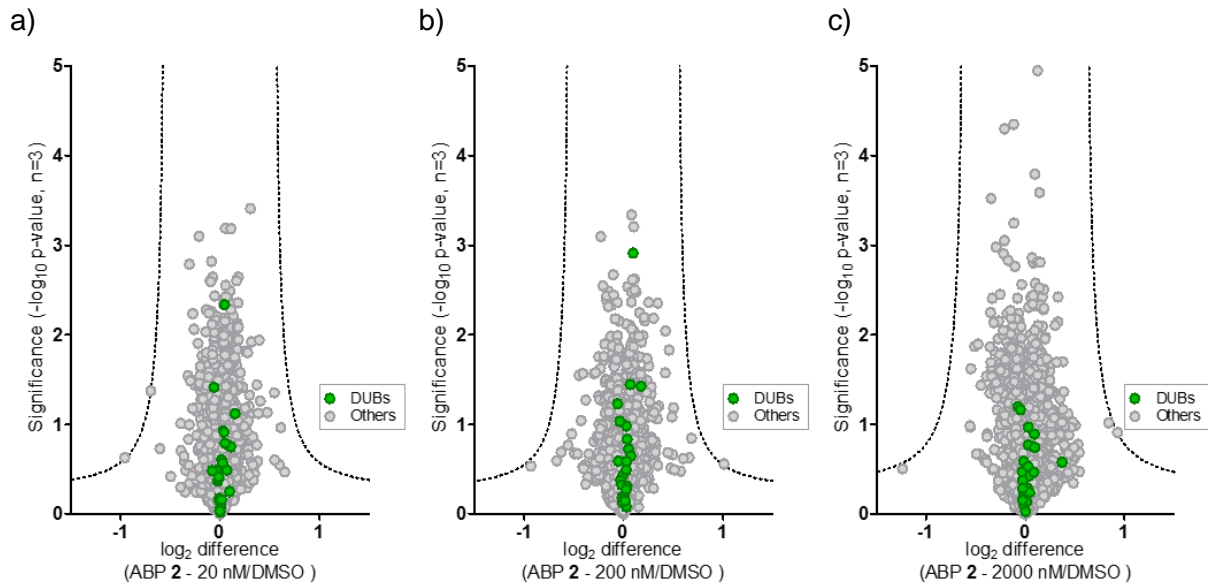 a)
5
4
3
2
1
0
Significance (-log10 p-value, n=3)
DUBs
Others
-1
0
1
log2 difference
(ABP 2 - 20 nM/DMSO )
b)
5
4
3
2
1
0
Significance (-log10 p-value, n=3)
DUBs
Others
-1
0
1
log2 difference
(ABP 2 - 200 nM/DMSO )
c)
5
4
3
2
1
0
Significance (-log10 p-value, n=3)
DUBs
Others
-1
0
1
log2 difference
(ABP 2 - 2000 nM/DMSO )